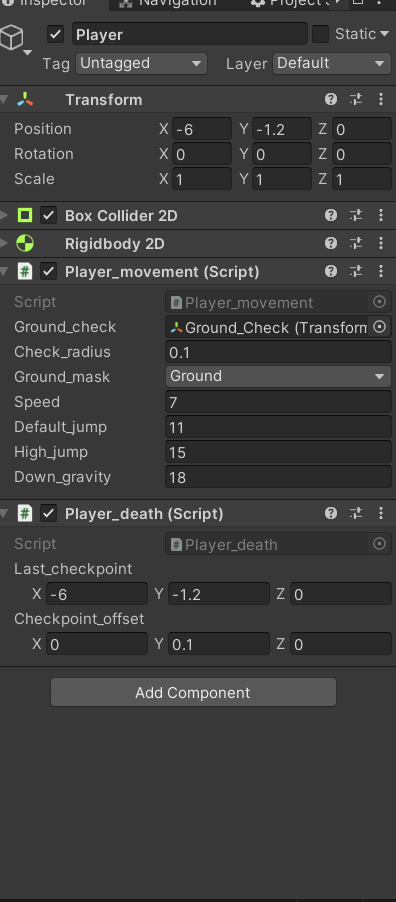 Inspector Navigation Project S
Player Static
Tag Untagged Layer Default
Transform
Position X -6 Y -1.2 Z 0
Rotation X 0 Y 0 Z 0
Scale X 1 Y 1 Z 1
Box Collider 2D
Rigidbody 2D
# Player_movement (Script)
Script # Player_movement
Ground_check Ground_Check (Transform
Check_radius 0.1
Ground_mask Ground
Speed 7
Default_jump 11
High_jump 15
Down_gravity 18
# Player_death (Script)
Script # Player_death
Last_checkpoint
X -6 Y -1.2 Z 0
Checkpoint_offset
X 0 Y 0.1 Z 0
Add Component